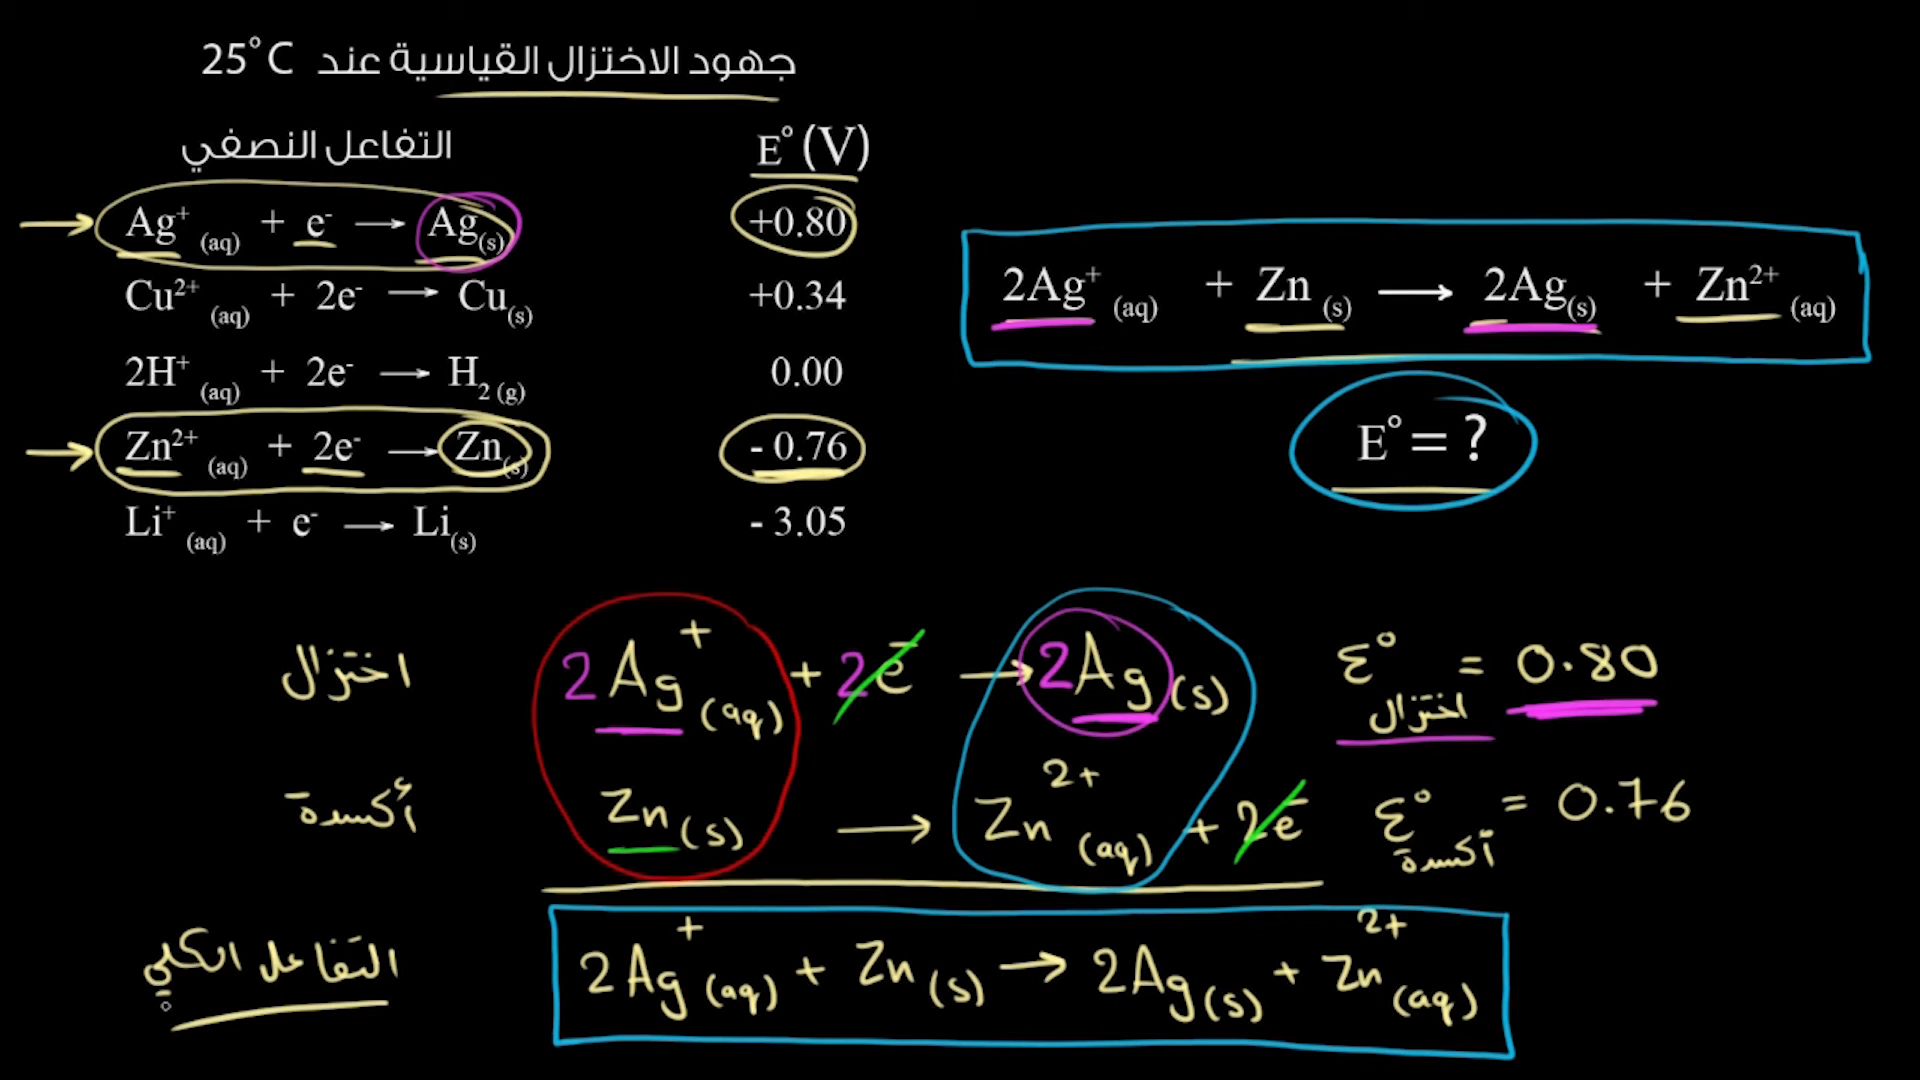 جهود الاختزال القياسية عند 25°C
التفاعل النصفي E°(V)
Ag⁺(aq) + e⁻ → Ag(s) +0.80
Cu²⁺(aq) + 2e⁻ → Cu(s) +0.34
2H⁺(aq) + 2e⁻ → H₂(g) 0.00
Zn²⁺(aq) + 2e⁻ → Zn(s) - 0.76
Li⁺(aq) + e⁻ → Li(s) - 3.05
2Ag⁺(aq) + Zn(s) → 2Ag(s) + Zn²⁺(aq)
E° = ?
اختزال 2Ag⁺(aq) + 2e⁻ → 2Ag(s) ε° اختزال = 0.80
أكسدة Zn(s) → Zn²⁺(aq) + 2e⁻ ε° أكسدة = 0.76
التفاعل الكلي 2Ag⁺(aq) + Zn(s) → 2Ag(s) + Zn²⁺(aq)